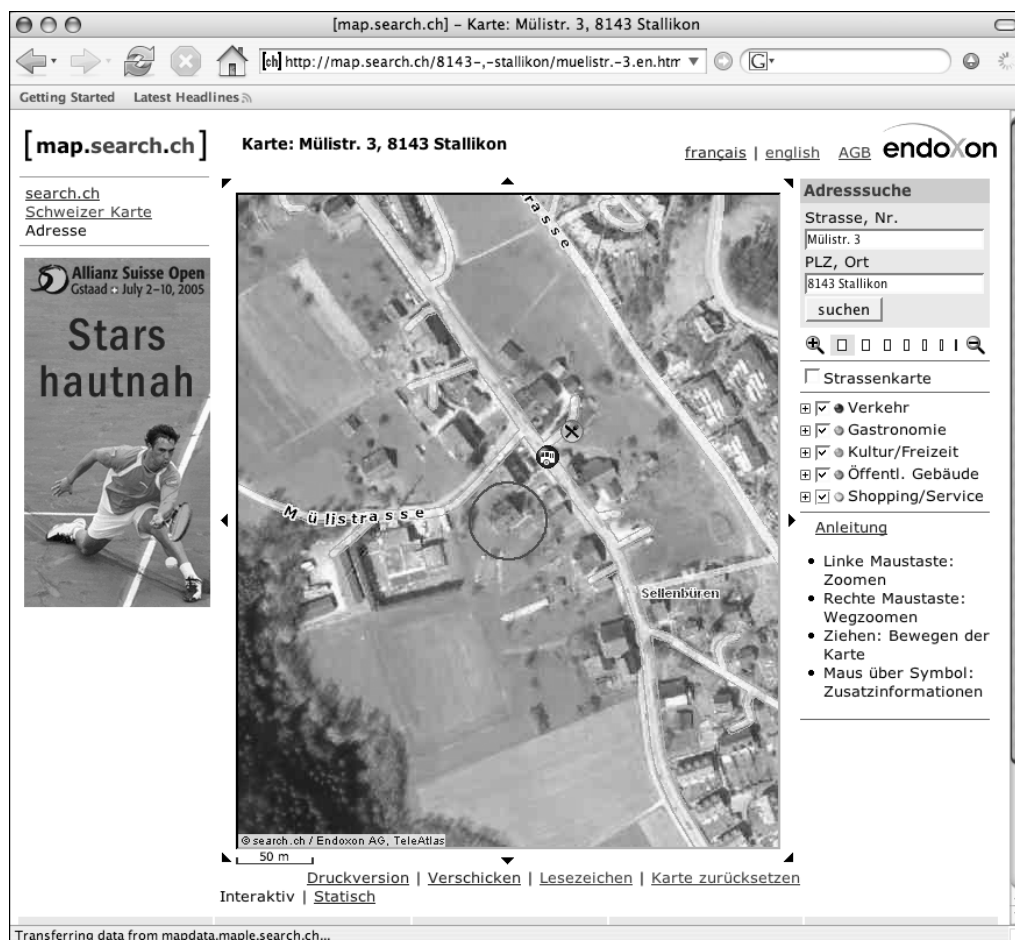 [map.search.ch] – Karte: Mülistr. 3, 8143 Stallikon
[ch] http://map.search.ch/8143-,-stallikon/muelistr.-3.en.htm
G
Getting Started Latest Headlines
[map.search.ch]
Karte: Mülistr. 3, 8143 Stallikon
français | english AGB
endoxon
search.ch
Schweizer Karte
Adresse
Allianz Suisse Open
Gstaad July 2–10, 2005
Stars
hautnah
rasse
Mülistrasse
Sellenbüren
© search.ch / Endoxon AG, TeleAtlas
50 m
Adresssuche
Strasse, Nr.
Mülistr. 3
PLZ, Ort
8143 Stallikon
suchen
Strassenkarte
Verkehr
Gastronomie
Kultur/Freizeit
Öffentl. Gebäude
Shopping/Service
Anleitung
• Linke Maustaste:
Zoomen
• Rechte Maustaste:
Wegzoomen
• Ziehen: Bewegen der
Karte
• Maus über Symbol:
Zusatzinformationen
Druckversion | Verschicken | Lesezeichen | Karte zurücksetzen
Interaktiv | Statisch
Transferring data from mapdata.maple.search.ch...